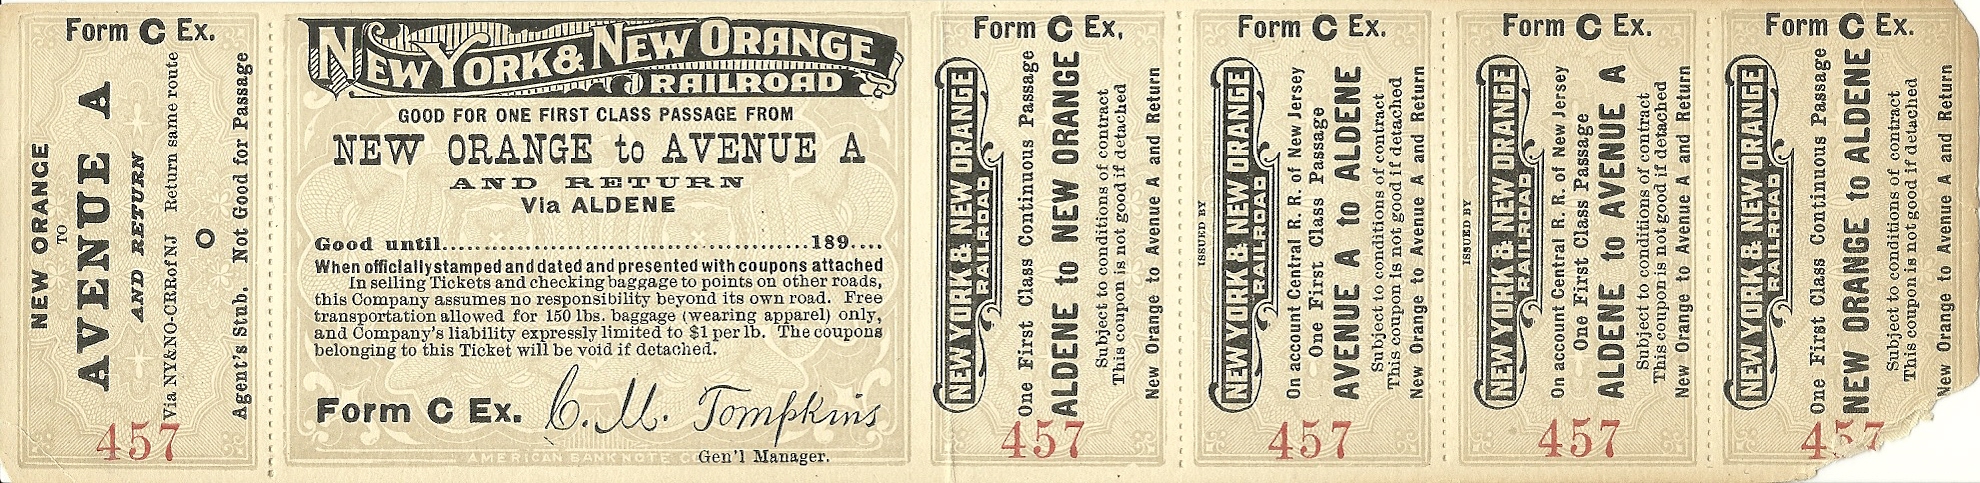 Form C Ex.
NEW ORANGE
TO
AVENUE A
AND RETURN
Via NY&NO-CRRofNJ Return same route
O
Agent's Stub. Not Good for Passage
457
NEW YORK & NEW ORANGE
RAILROAD
GOOD FOR ONE FIRST CLASS PASSAGE FROM
NEW ORANGE to AVENUE A
AND RETURN
Via ALDENE
Good until.....................................................189....
When officially stamped and dated and presented with coupons attached
In selling Tickets and checking baggage to points on other roads,
this Company assumes no responsibility beyond its own road. Free
transportation allowed for 150 lbs. baggage (wearing apparel) only,
and Company's liability expressly limited to $1 per lb. The coupons
belonging to this Ticket will be void if detached.
Form C Ex. C. M. Tompkins
Gen'l Manager.
AMERICAN BANK NOTE C
Form C Ex.
NEW YORK & NEW ORANGE
RAILROAD
One First Class Continuous Passage
ALDENE to NEW ORANGE
Subject to conditions of contract
This coupon is not good if detached
New Orange to Avenue A and Return
457
Form C Ex.
ISSUED BY
NEW YORK & NEW ORANGE
RAILROAD
On account Central R. R. of New Jersey
One First Class Passage
AVENUE A to ALDENE
Subject to conditions of contract
This coupon is not good if detached
New Orange to Avenue A and Return
457
Form C Ex.
ISSUED BY
NEW YORK & NEW ORANGE
RAILROAD
On account Central R. R. of New Jersey
One First Class Passage
ALDENE to AVENUE A
Subject to conditions of contract
This coupon is not good if detached
New Orange to Avenue A and Return
457
Form C Ex.
NEW YORK & NEW ORANGE
RAILROAD
One First Class Continuous Passage
NEW ORANGE to ALDENE
Subject to conditions of contract
This coupon is not good if detached
New Orange to Avenue A and Return
457